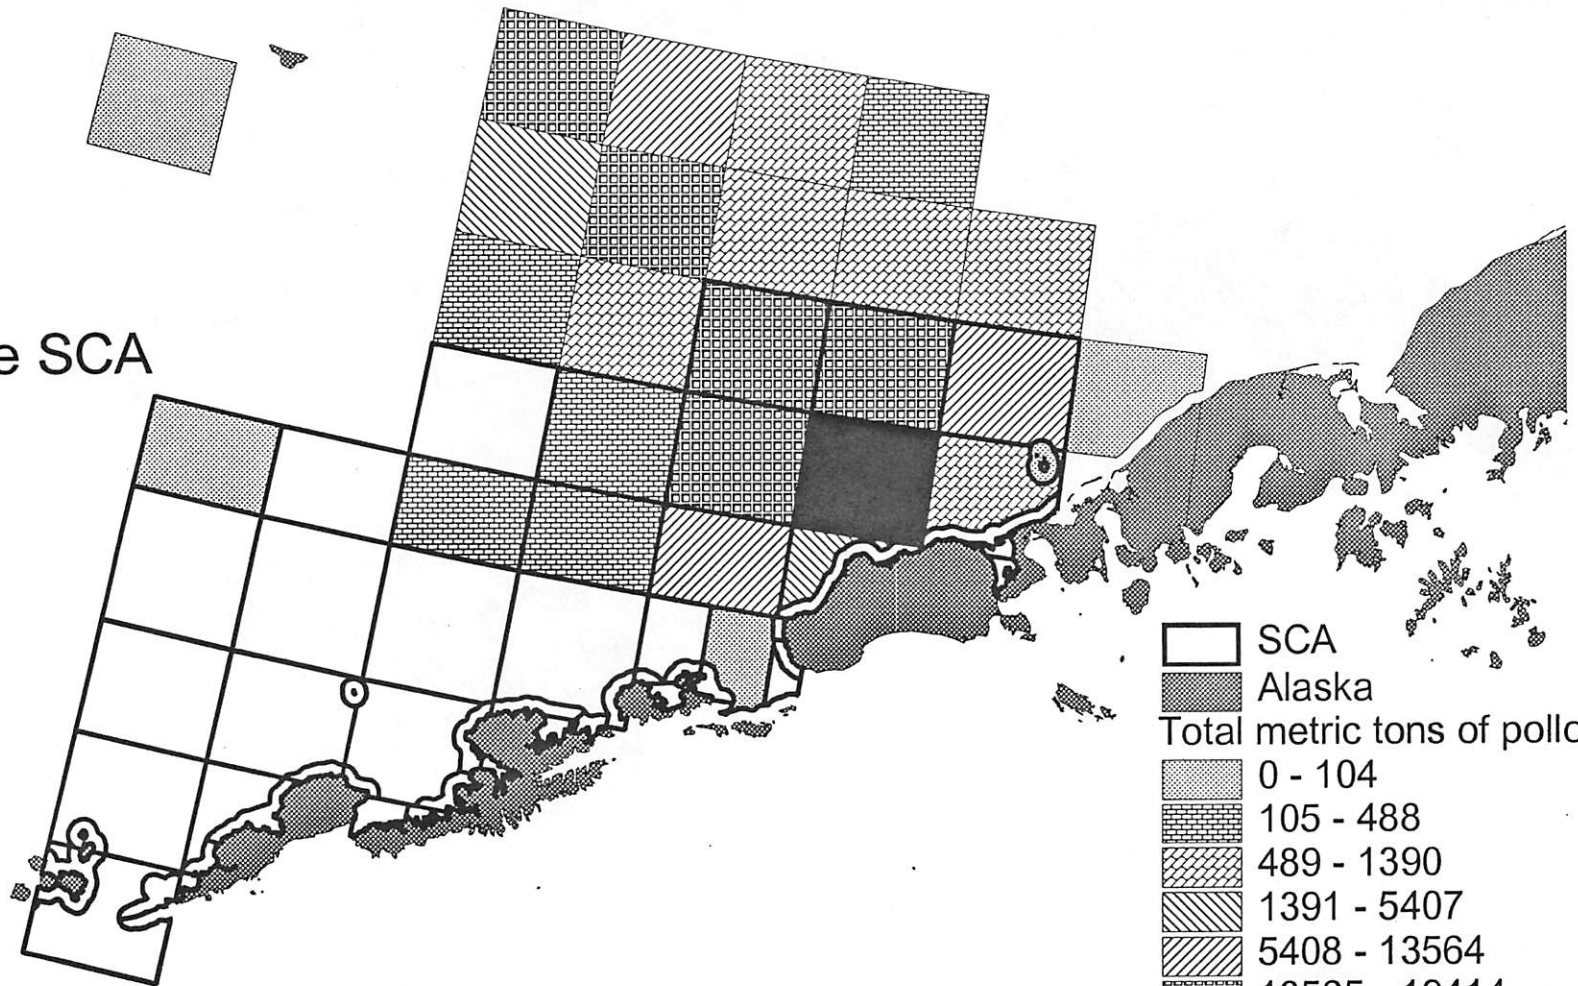 e SCA
SCA
Alaska
Total metric tons of pollo
0 - 104
105 - 488
489 - 1390
1391 - 5407
5408 - 13564